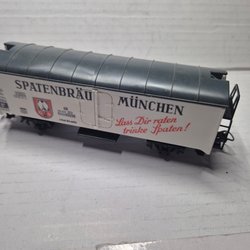 SPATENBRÄU MÜNCHEN
Lass Dir raten
trinke Spaten!